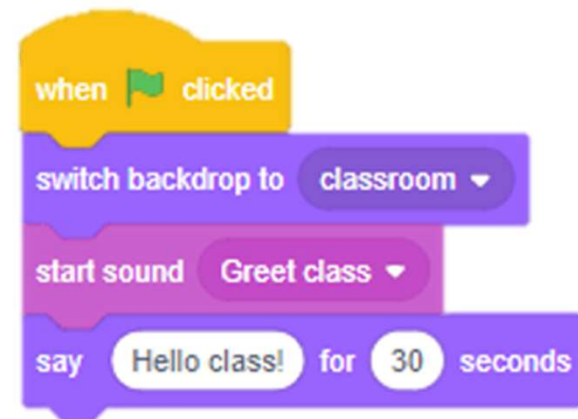 when clicked
switch backdrop to classroom
start sound Greet class
say Hello class! for 30 seconds